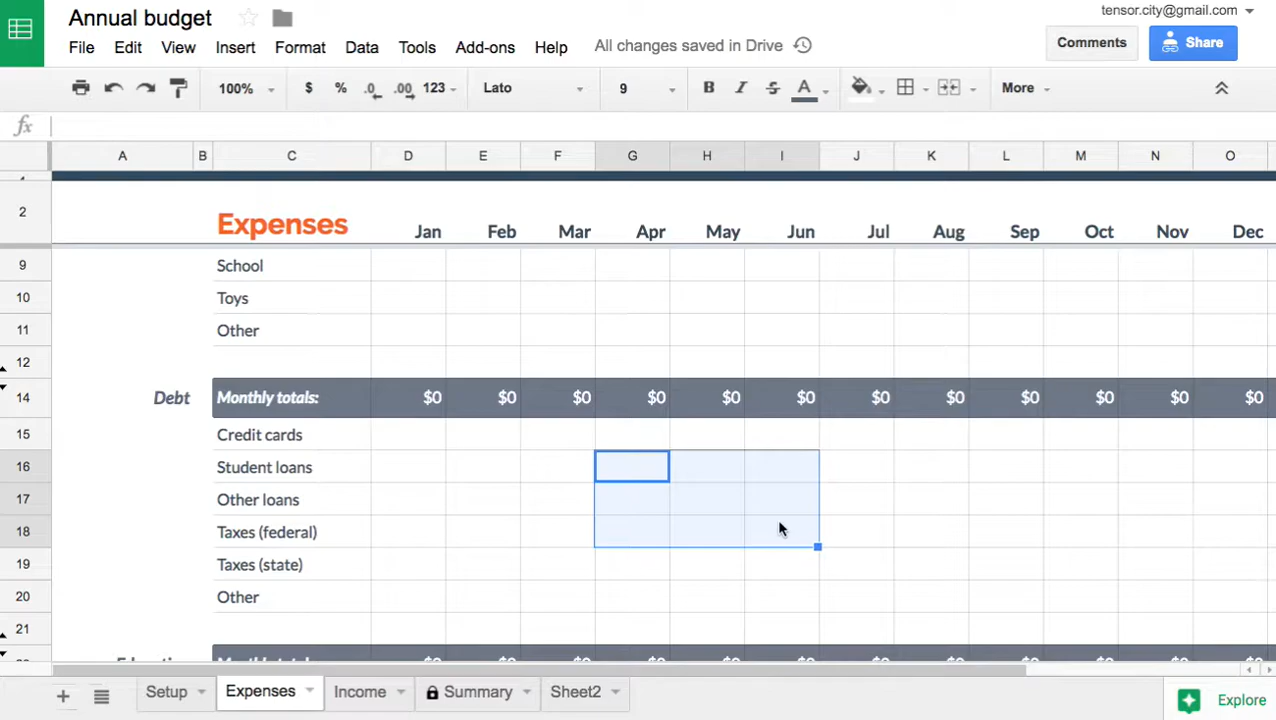 Annual budget
tensor.city@gmail.com
File Edit View Insert Format Data Tools Add-ons Help All changes saved in Drive
Comments Share
100% $ % .0 .00 123 Lato 9 B I S A More
fx
A B C D E F G H I J K L M N O
2 Expenses Jan Feb Mar Apr May Jun Jul Aug Sep Oct Nov Dec
9 School
10 Toys
11 Other
12
14 Debt Monthly totals: $0 $0 $0 $0 $0 $0 $0 $0 $0 $0 $0 $0
15 Credit cards
16 Student loans
17 Other loans
18 Taxes (federal)
19 Taxes (state)
20 Other
21
Setup Expenses Income Summary Sheet2 Explore